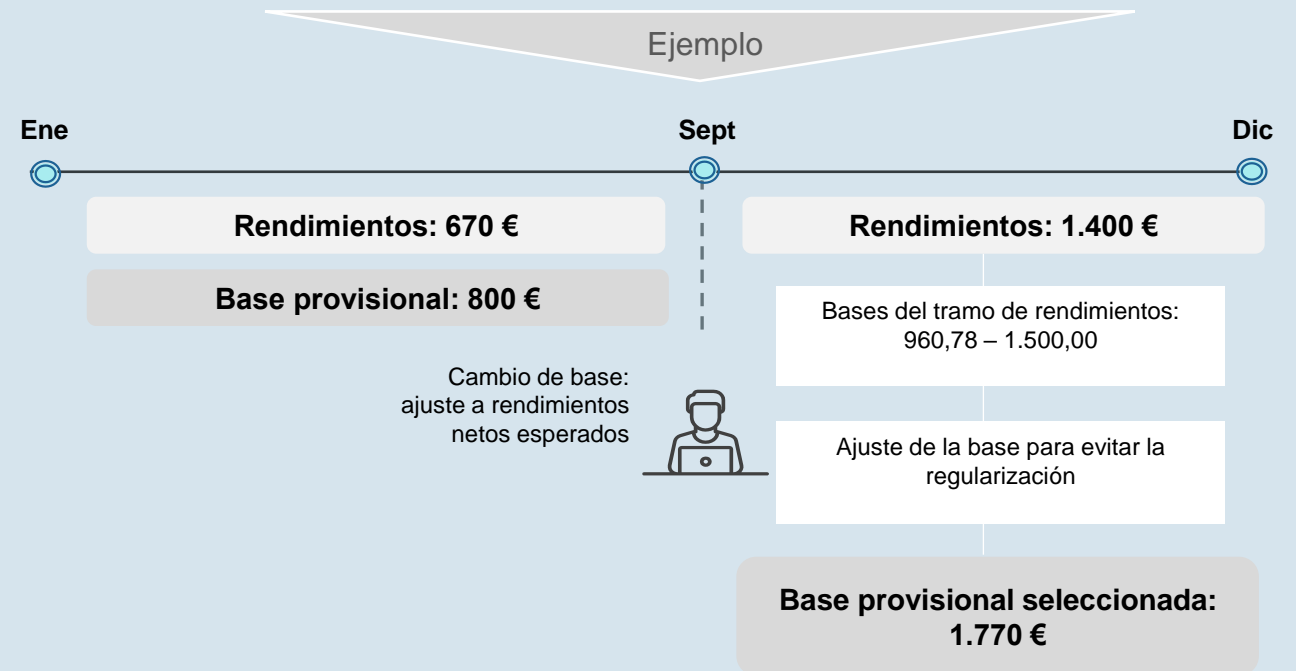 Ejemplo
Ene
Sept
Dic
Rendimientos: 670 €
Base provisional: 800 €
Cambio de base:
ajuste a rendimientos
netos esperados
Rendimientos: 1.400 €
Bases del tramo de rendimientos:
960,78 – 1.500,00
Ajuste de la base para evitar la
regularización
Base provisional seleccionada:
1.770 €